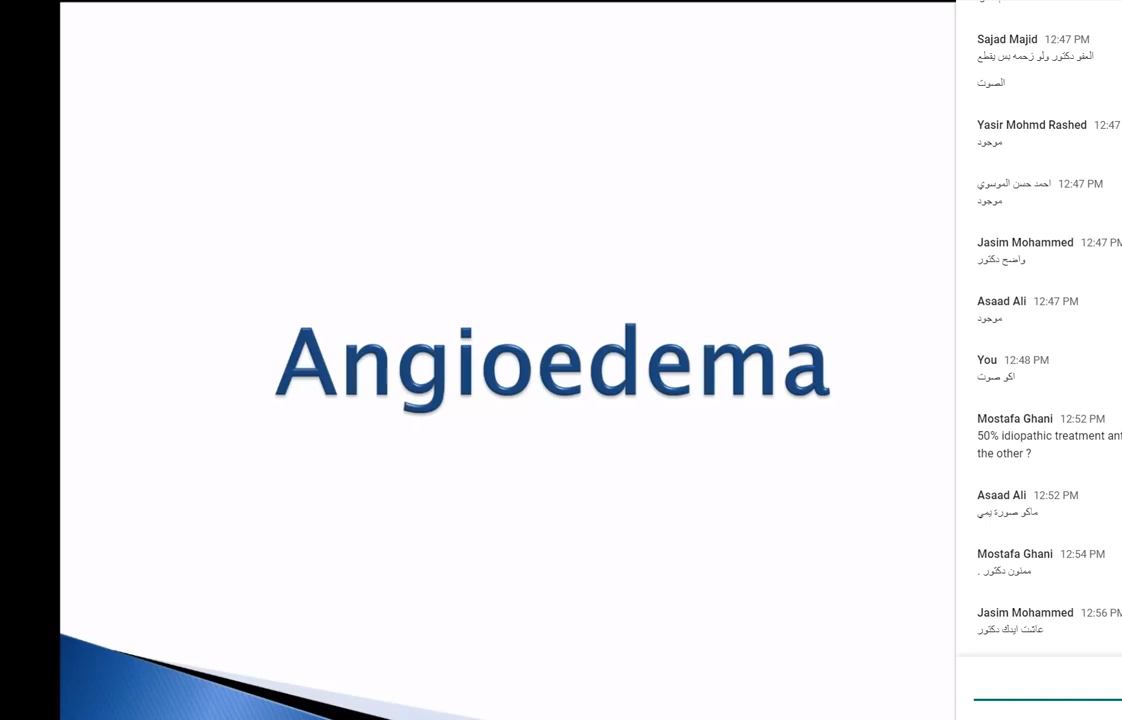 Angioedema
Sajad Majid 12:47 PM
العفو دكتور ولو زحمه بس يقطع
الصوت
Yasir Mohmd Rashed 12:47
موجود
احمد حسن الموسوي 12:47 PM
موجود
Jasim Mohammed 12:47 PM
واضح دكتور
Asaad Ali 12:47 PM
موجود
You 12:48 PM
اكو صوت
Mostafa Ghani 12:52 PM
50% idiopathic treatment ant
the other ?
Asaad Ali 12:52 PM
ماكو صورة يمي
Mostafa Ghani 12:54 PM
ممنون دكتور .
Jasim Mohammed 12:56 PM
عاشت ايدك دكتور